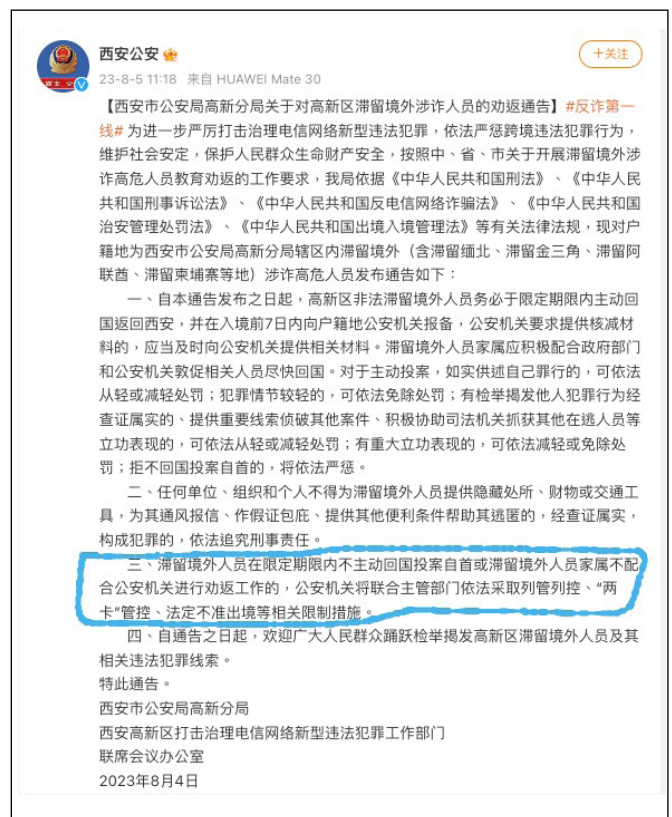 西安公安
+关注
23-8-5 11:18 来自 HUAWEI Mate 30
【西安市公安局高新分局关于对高新区滞留境外涉诈人员的劝返通告】#反诈第一
线# 为进一步严厉打击治理电信网络新型违法犯罪，依法严惩跨境违法犯罪行为，
维护社会安定，保护人民群众生命财产安全，按照中、省、市关于开展滞留境外涉
诈高危人员教育劝返的工作要求，我局依据《中华人民共和国刑法》、《中华人民
共和国刑事诉讼法》、《中华人民共和国反电信网络诈骗法》、《中华人民共和国
治安管理处罚法》、《中华人民共和国出境入境管理法》等有关法律法规，现对户
籍地为西安市公安局高新分局辖区内滞留境外（含滞留缅北、滞留金三角、滞留阿
联酋、滞留柬埔寨等地）涉诈高危人员发布通告如下：
一、自本通告发布之日起，高新区非法滞留境外人员务必于限定期限内主动回
国返回西安，并在入境前7日内向户籍地公安机关报备，公安机关要求提供核减材
料的，应当及时向公安机关提供相关材料。滞留境外人员家属应积极配合政府部门
和公安机关敦促相关人员尽快回国。对于主动投案，如实供述自己罪行的，可依法
从轻或减轻处罚；犯罪情节较轻的，可依法免除处罚；有检举揭发他人犯罪行为经
查证属实的、提供重要线索侦破其他案件、积极协助司法机关抓获其他在逃人员等
立功表现的，可依法从轻或减轻处罚；有重大立功表现的，可依法减轻或免除处
罚；拒不回国投案自首的，将依法严惩。
二、任何单位、组织和个人不得为滞留境外人员提供隐藏处所、财物或交通工
具，为其通风报信、作假证包庇、提供其他便利条件帮助其逃匿的，经查证属实，
构成犯罪的，依法追究刑事责任。
三、滞留境外人员在限定期限内不主动回国投案自首或滞留境外人员家属不配
合公安机关进行劝返工作的，公安机关将联合主管部门依法采取列管列控、“两
卡”管控、法定不准出境等相关限制措施。
四、自通告之日起，欢迎广大人民群众踊跃检举揭发高新区滞留境外人员及其
相关违法犯罪线索。
特此通告。
西安市公安局高新分局
西安高新区打击治理电信网络新型违法犯罪工作部门
联席会议办公室
2023年8月4日